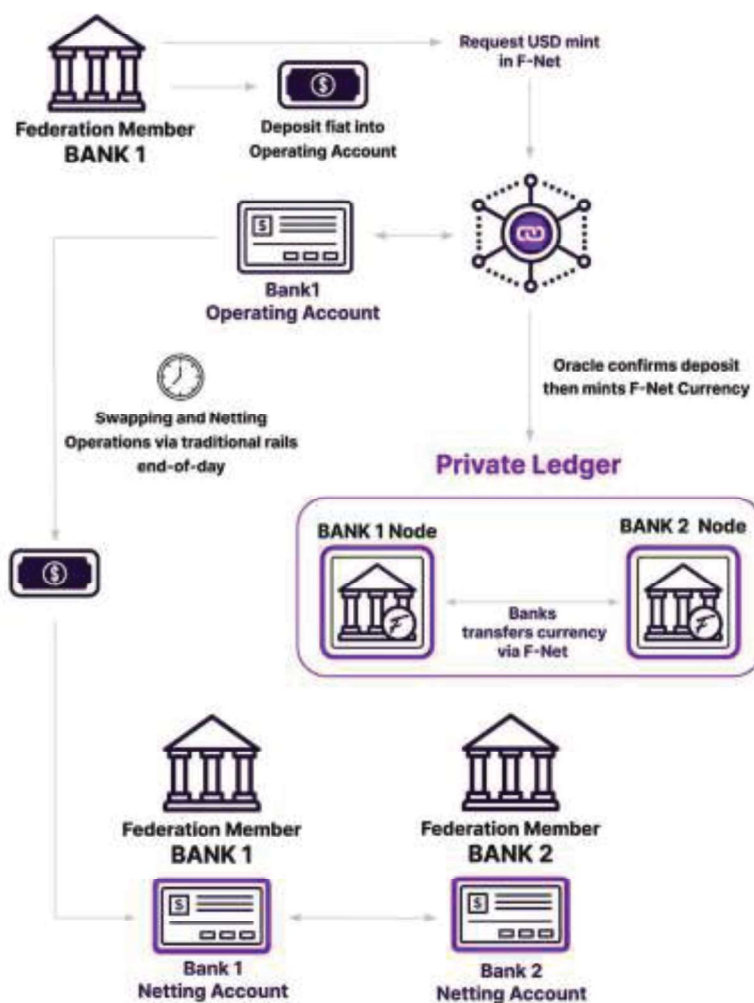 Request USD mint
in F-Net
Federation Member
BANK 1
$
Deposit fiat into
Operating Account
$
Bank1
Operating Account
Oracle confirms deposit
then mints F-Net Currency
Swapping and Netting
Operations via traditional rails
end-of-day
Private Ledger
BANK 1 Node
BANK 2 Node
F
F
Banks
transfers currency
via F-Net
$
Federation Member
BANK 1
Federation Member
BANK 2
$
$
Bank 1
Netting Account
Bank 2
Netting Account